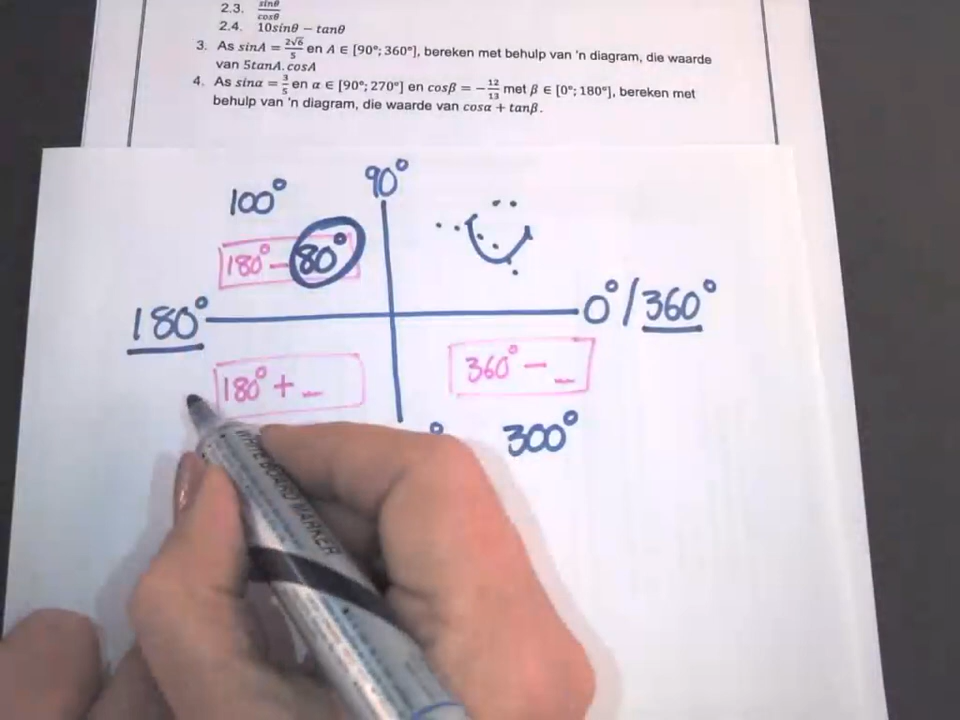 2.3. sinθ/cosθ
2.4. 10sinθ − tanθ
3. As sinA = 2√6/5 en A ∈ [90°; 360°], bereken met behulp van 'n diagram, die waarde
van 5tanA. cosA
4. As sinα = 3/5 en α ∈ [90°; 270°] en cosβ = −12/13 met β ∈ [0°; 180°], bereken met
behulp van 'n diagram, die waarde van cosα + tanβ.
90°
100°
180° − 80°
180°
0°/360°
180° + _
360° − _
300°
WHITE BOARD MARKER